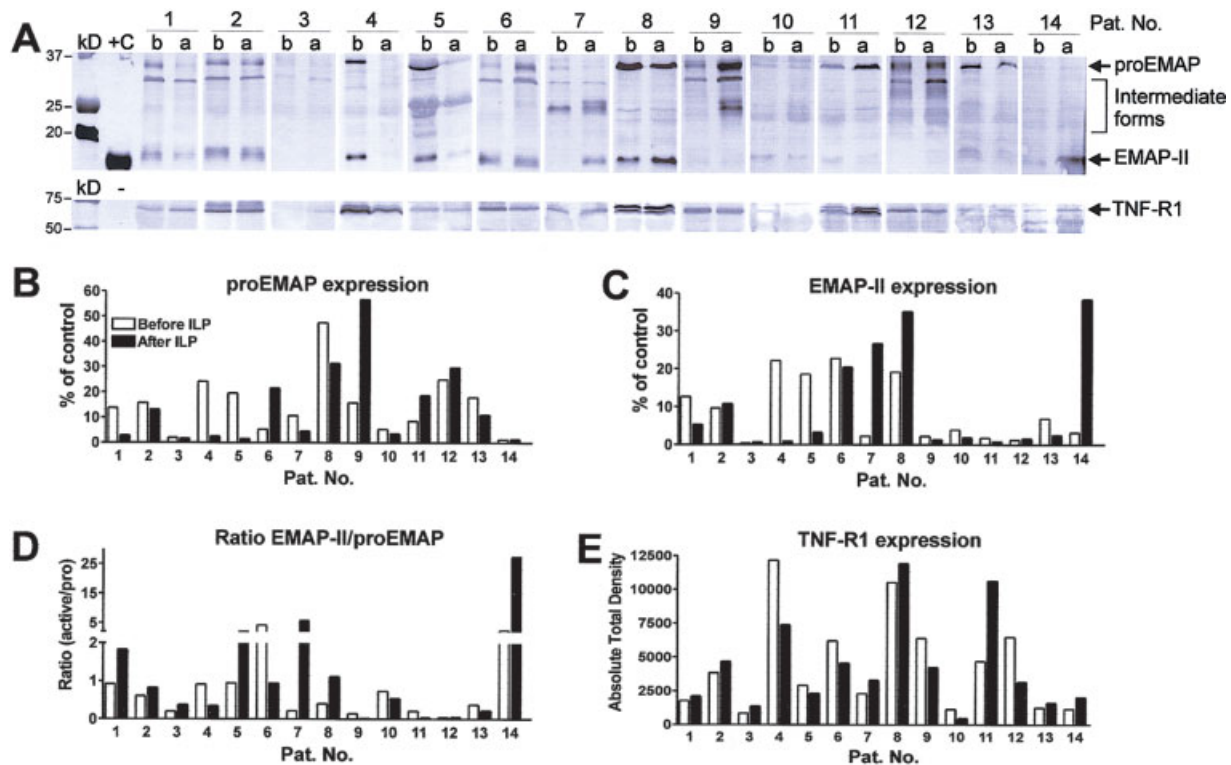 A
kD +C
1 2 3 4 5 6 7 8 9 10 11 12 13 14 Pat. No.
b a b a b a b a b a b a b a b a b a b a b a b a b a b a
37
25
20
proEMAP
Intermediate forms
EMAP-II
kD -
75
50
TNF-R1
B
proEMAP expression
% of control
60
50
40
30
20
10
0
Before ILP
After ILP
1 2 3 4 5 6 7 8 9 10 11 12 13 14
Pat. No.
C
EMAP-II expression
% of control
40
30
20
10
0
1 2 3 4 5 6 7 8 9 10 11 12 13 14
Pat. No.
D
Ratio EMAP-II/proEMAP
Ratio (active/pro)
25
15
5
2
1
0
1 2 3 4 5 6 7 8 9 10 11 12 13 14
Pat. No.
E
TNF-R1 expression
Absolute Total Density
12500
10000
7500
5000
2500
0
1 2 3 4 5 6 7 8 9 10 11 12 13 14
Pat. No.